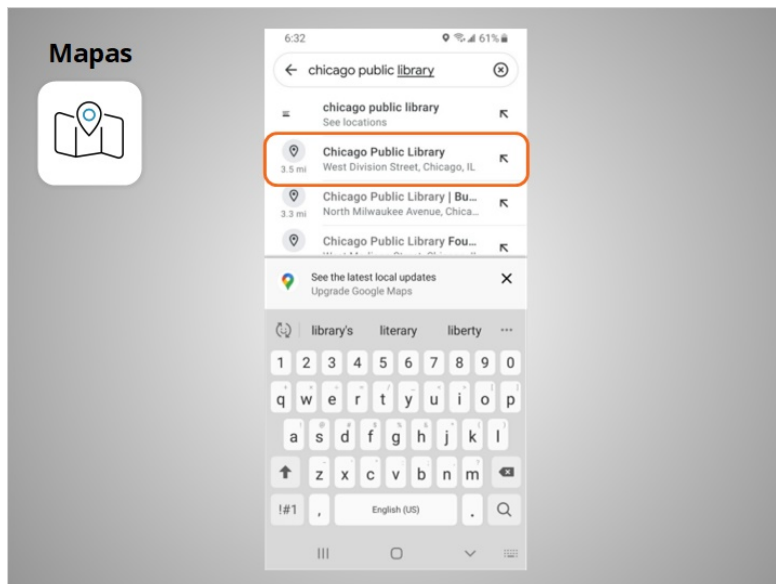 Mapas
6:32 61%
chicago public library
chicago public library
See locations
Chicago Public Library
3.5 mi West Division Street, Chicago, IL
Chicago Public Library | Bu...
3.3 mi North Milwaukee Avenue, Chica...
Chicago Public Library Fou...
See the latest local updates
Upgrade Google Maps
library's literary liberty ...
1 2 3 4 5 6 7 8 9 0
q w e r t y u i o p
a s d f g h j k l
z x c v b n m
!#1 , English (US) .